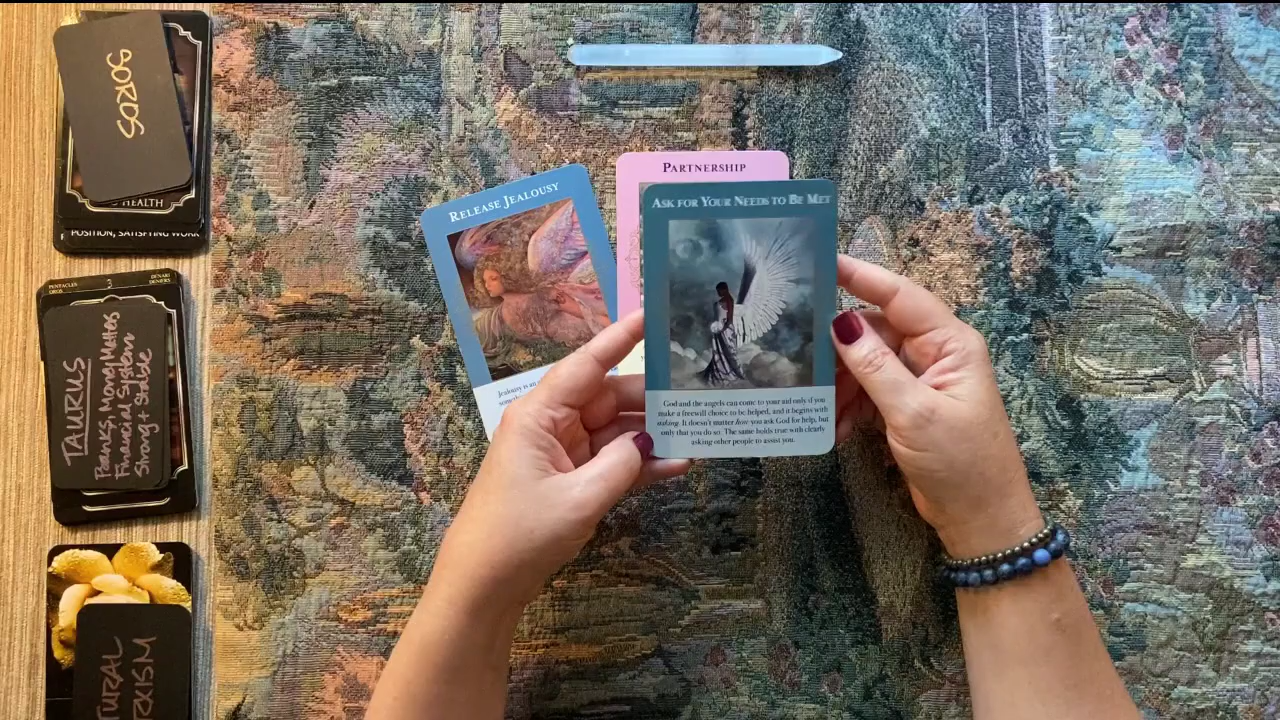 SOROS
HEALTH
POSITION, SATISFYING WORK
PENTACLES
OROS
3
DENARI
DENIERS
TAURUS
Banks, Money Matters
Financial System
Strong + Stable
TURAL
RXISM
RELEASE JEALOUSY
Jealousy is an
PARTNERSHIP
ASK FOR YOUR NEEDS TO BE MET
God and the angels can come to your aid only if you
make a freewill choice to be helped, and it begins with
asking. It doesn't matter how you ask God for help, but
only that you do so. The same holds true with clearly
asking other people to assist you.